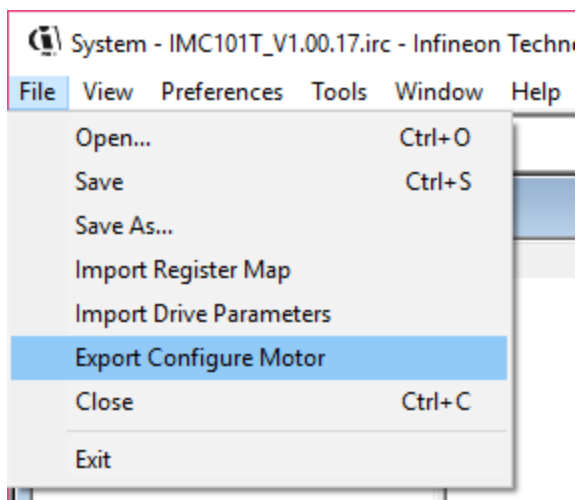 System - IMC101T_V1.00.17.irc - Infineon Techn
File View Preferences Tools Window Help
Open... Ctrl+O
Save Ctrl+S
Save As...
Import Register Map
Import Drive Parameters
Export Configure Motor
Close Ctrl+C
Exit